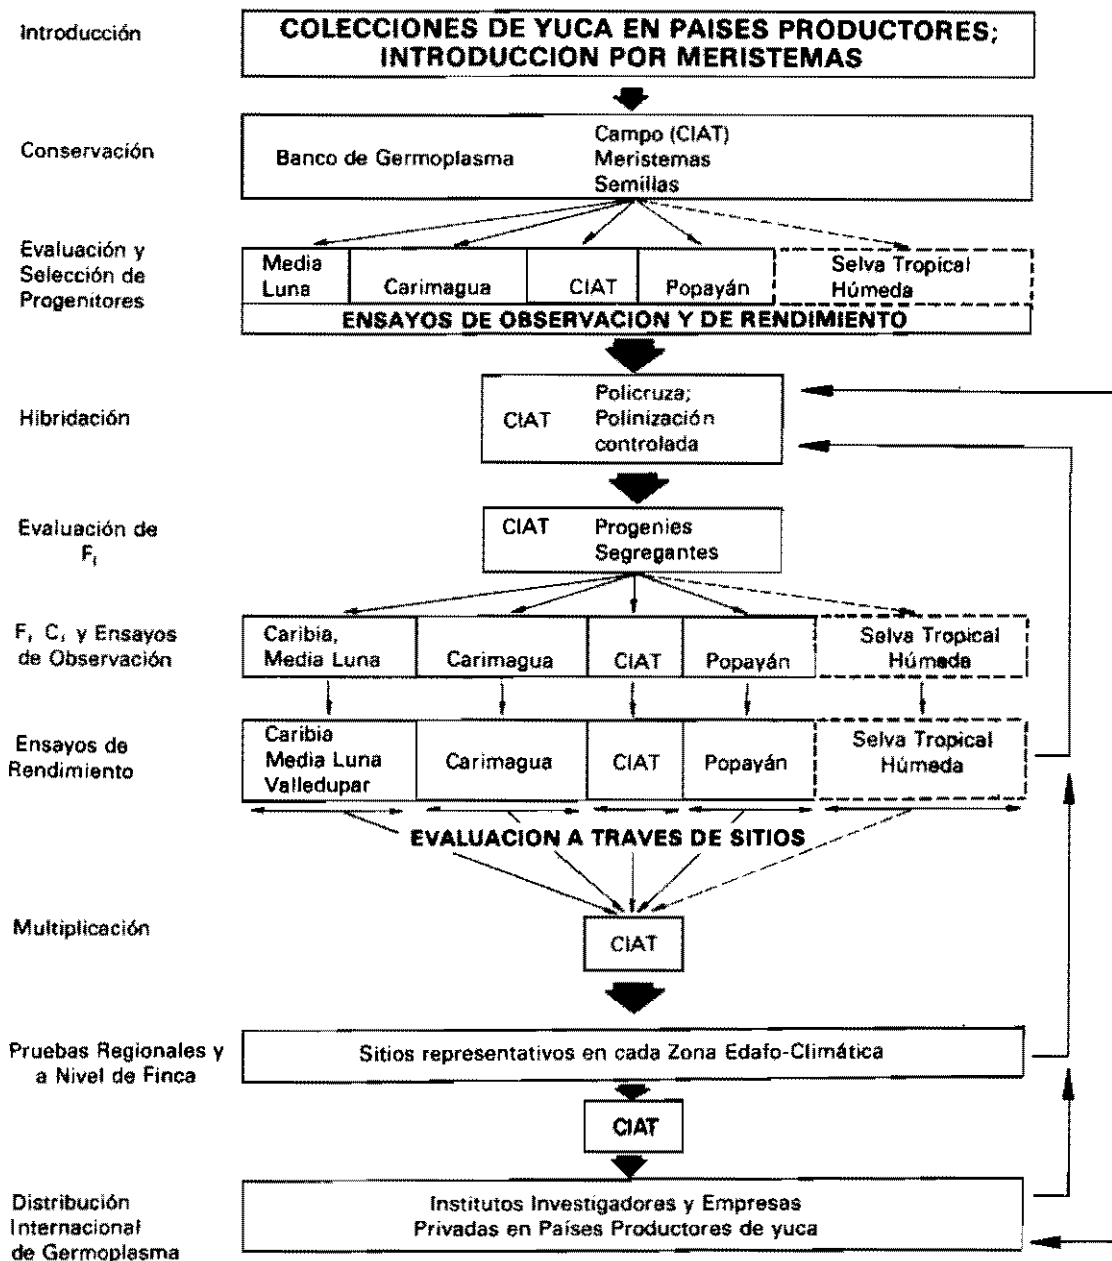 Introducción
COLECCIONES DE YUCA EN PAISES PRODUCTORES;
INTRODUCCION POR MERISTEMAS
Conservación
Banco de Germoplasma
Campo (CIAT)
Meristemas
Semillas
Evaluación y
Selección de
Progenitores
Media
Luna
Carimagua
CIAT
Popayán
Selva Tropical
Húmeda
ENSAYOS DE OBSERVACION Y DE RENDIMIENTO
Hibridación
CIAT
Policruza;
Polinización
controlada
Evaluación de
F₁
CIAT
Progenies
Segregantes
F₁ C₁ y Ensayos
de Observación
Caribia,
Media Luna
Carimagua
CIAT
Popayán
Selva Tropical
Húmeda
Ensayos de
Rendimiento
Caribia
Media Luna
Valledupar
Carimagua
CIAT
Popayán
Selva Tropical
Húmeda
EVALUACION A TRAVES DE SITIOS
Multiplicación
CIAT
Pruebas Regionales y
a Nivel de Finca
Sitios representativos en cada Zona Edafo-Climática
CIAT
Distribución
Internacional
de Germoplasma
Institutos Investigadores y Empresas
Privadas en Países Productores de yuca